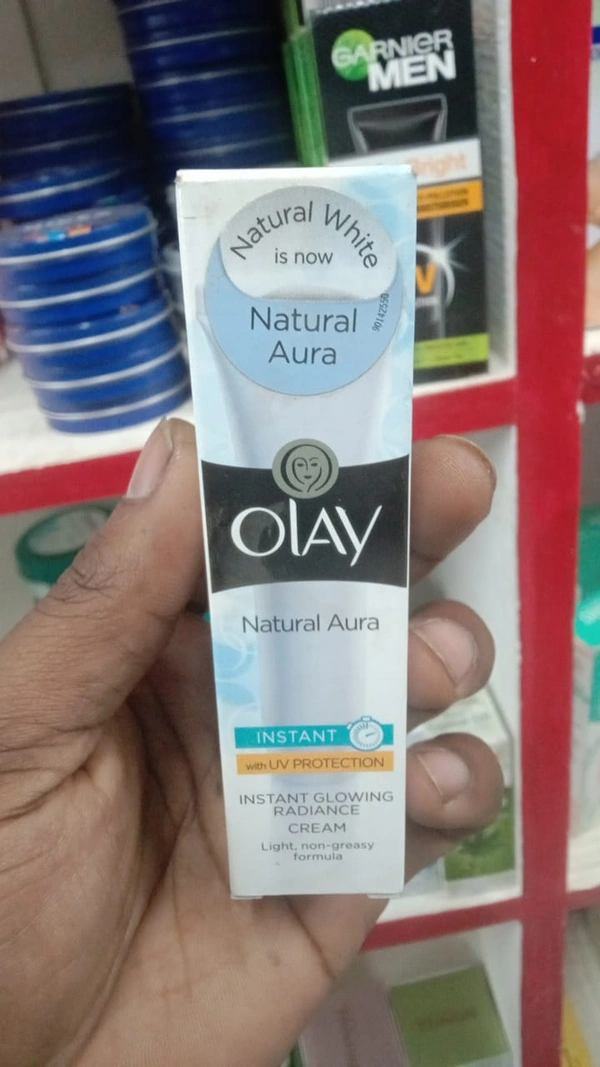 GARNIER
MEN
Natural White
is now
Natural
Aura
90142550
OLAY
Natural Aura
INSTANT
with UV PROTECTION
INSTANT GLOWING
RADIANCE
CREAM
Light, non-greasy
formula